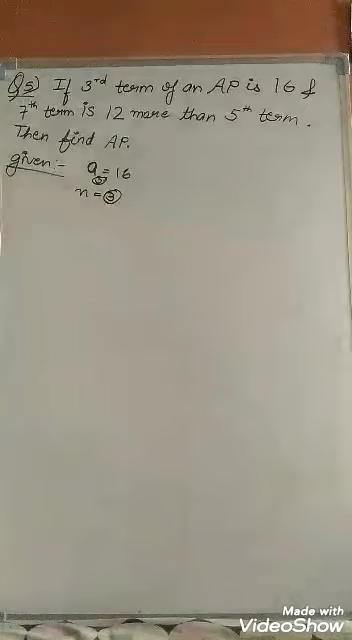 Q5) If 3rd term of an AP is 16 &
7th term is 12 more than 5th term.
Then find AP.
given:-
a3 = 16
n = 3
Made with
VideoShow